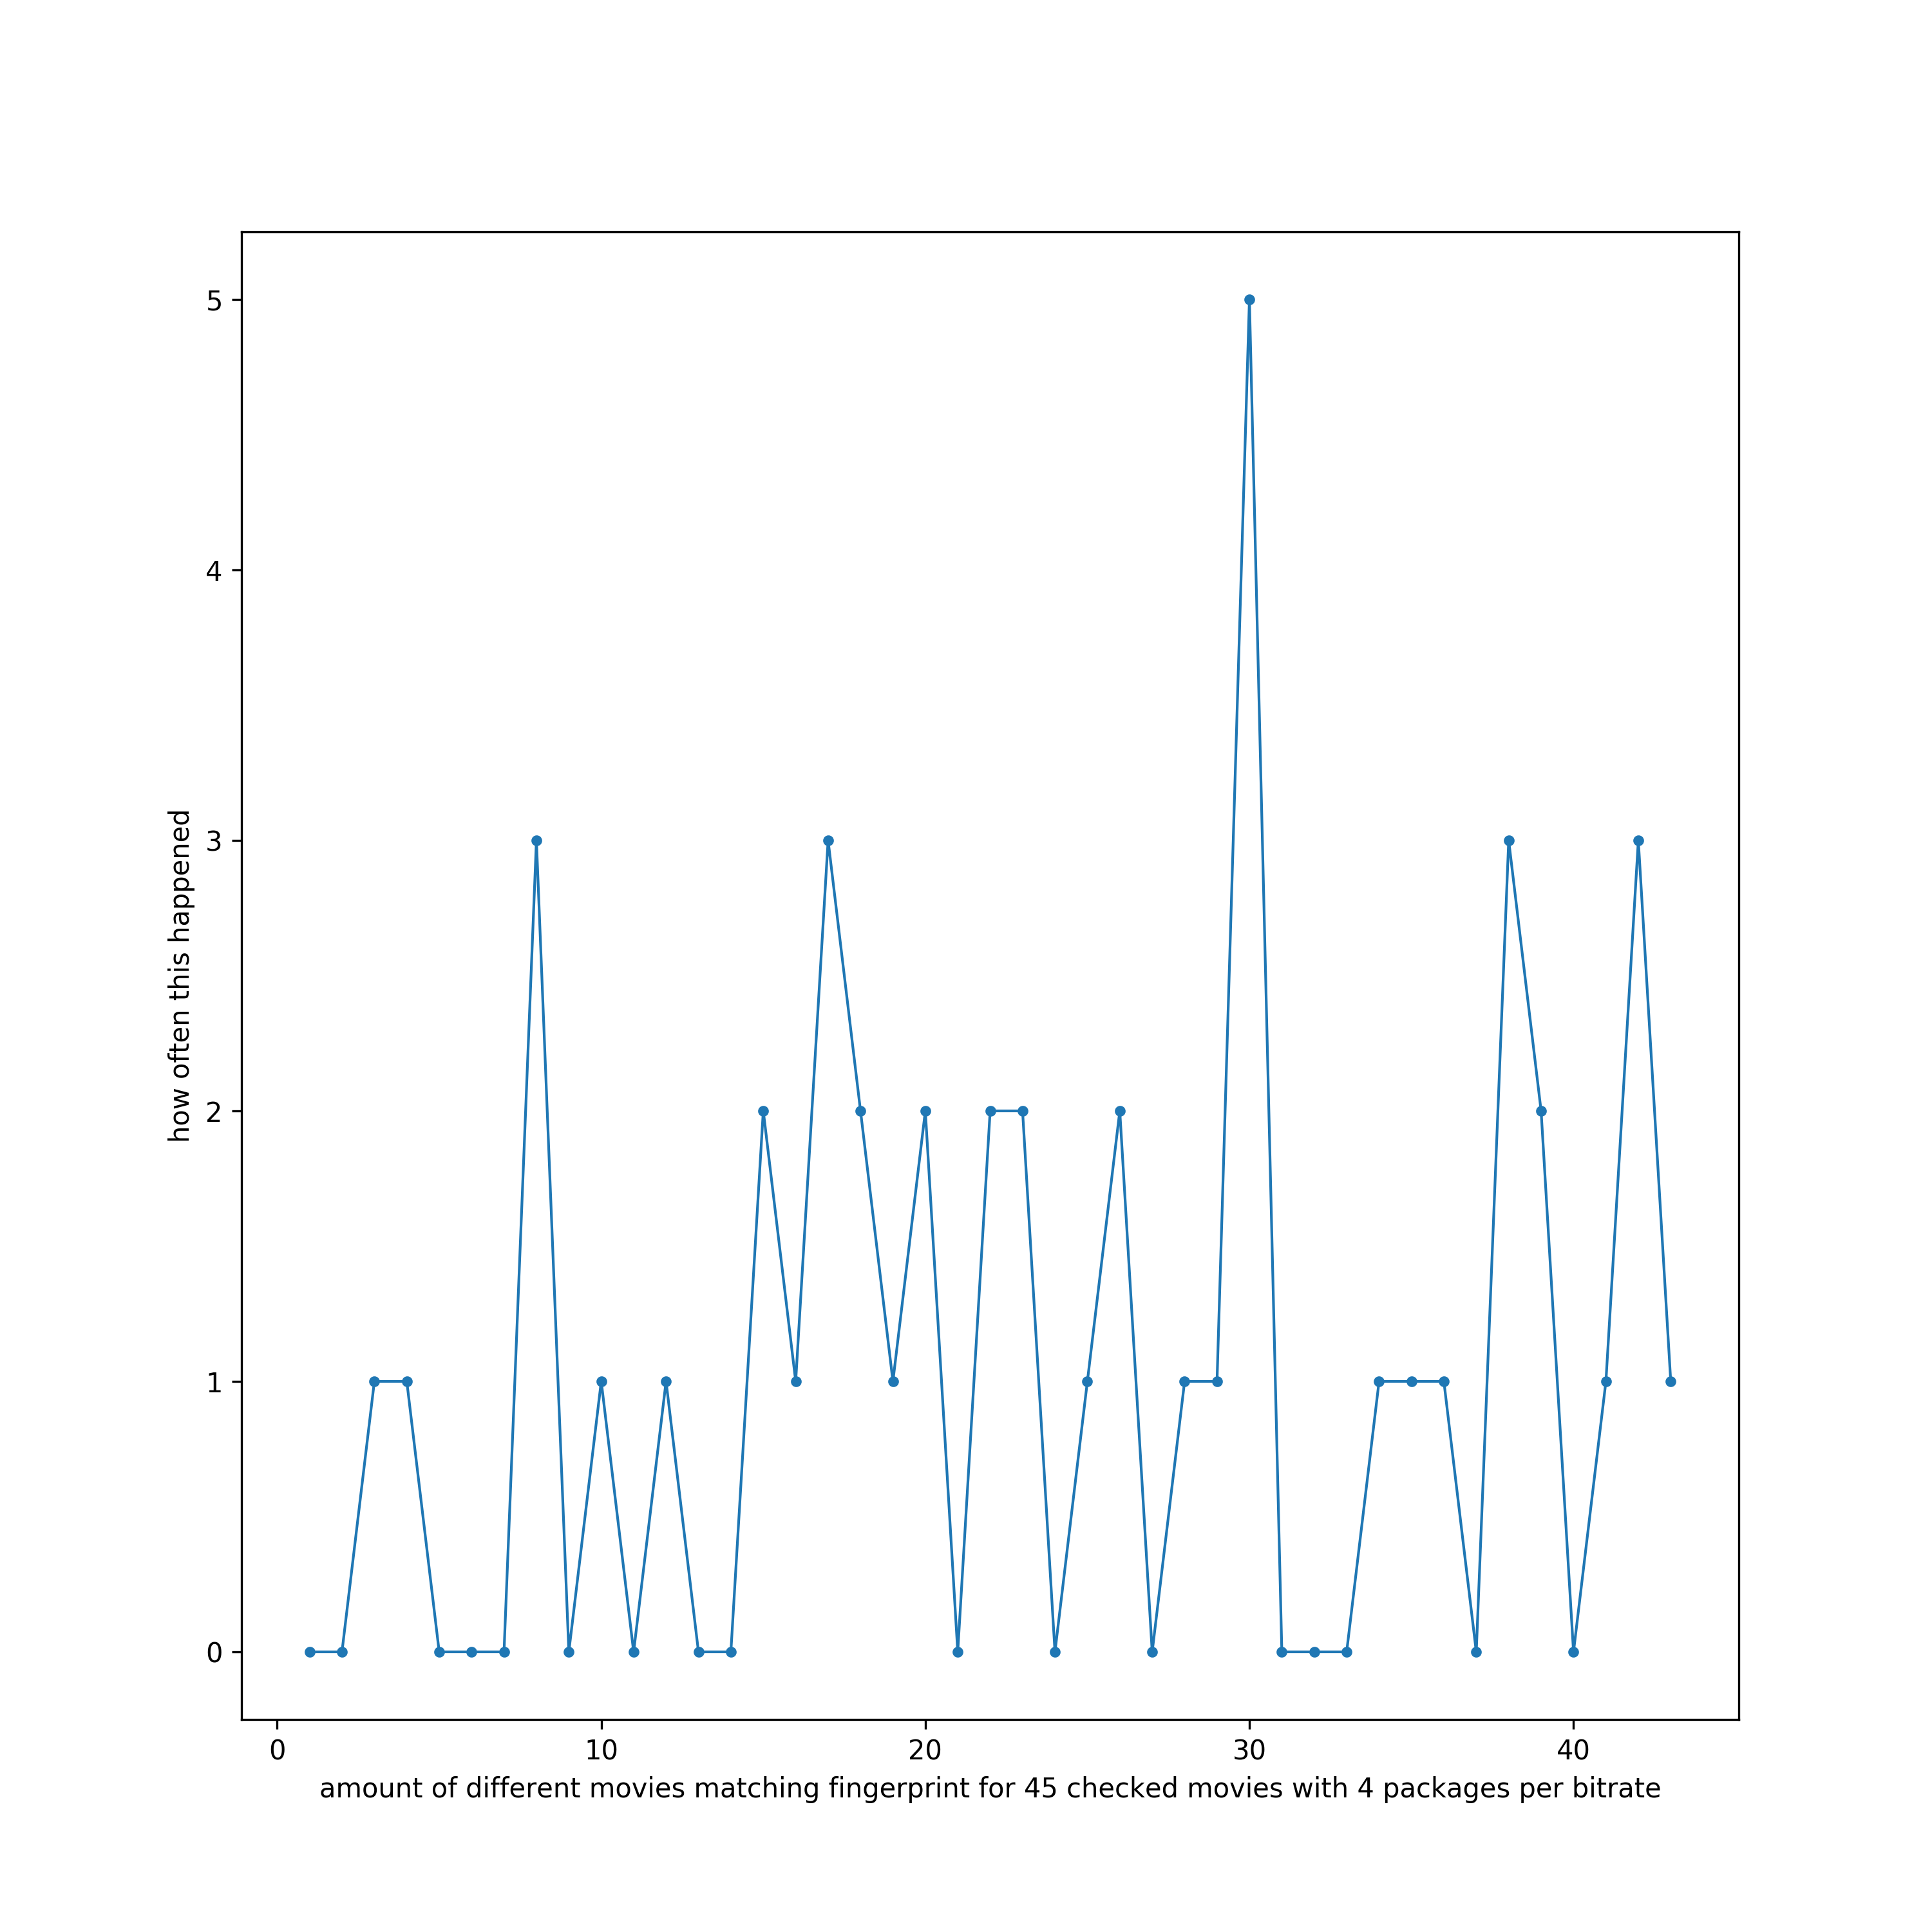 5
4
3
2
1
0
how often this happened
0 10 20 30 40
amount of different movies matching fingerprint for 45 checked movies with 4 packages per bitrate